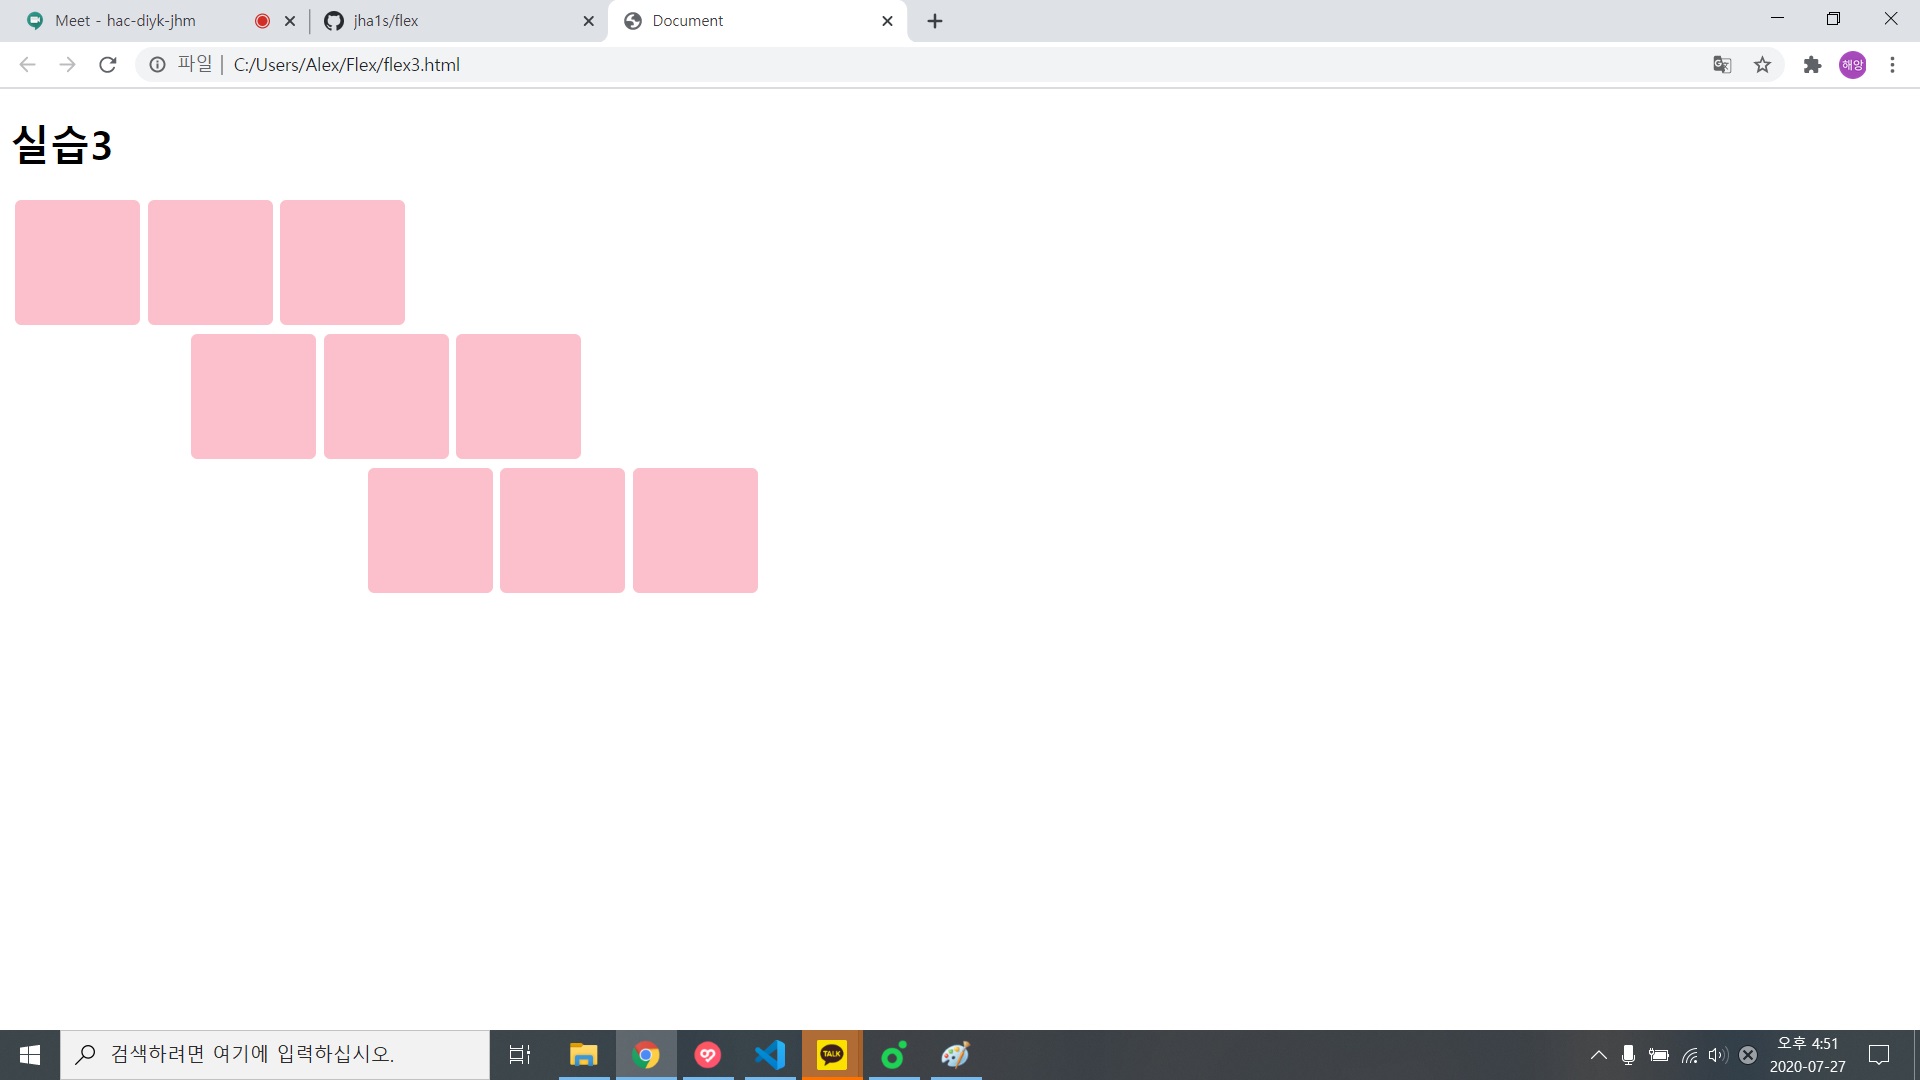 Meet - hac-diyk-jhm
jha1s/flex
Document
파일 | C:/Users/Alex/Flex/flex3.html
해앙
실습3
검색하려면 여기에 입력하십시오.
TALK
오후 4:51
2020-07-27